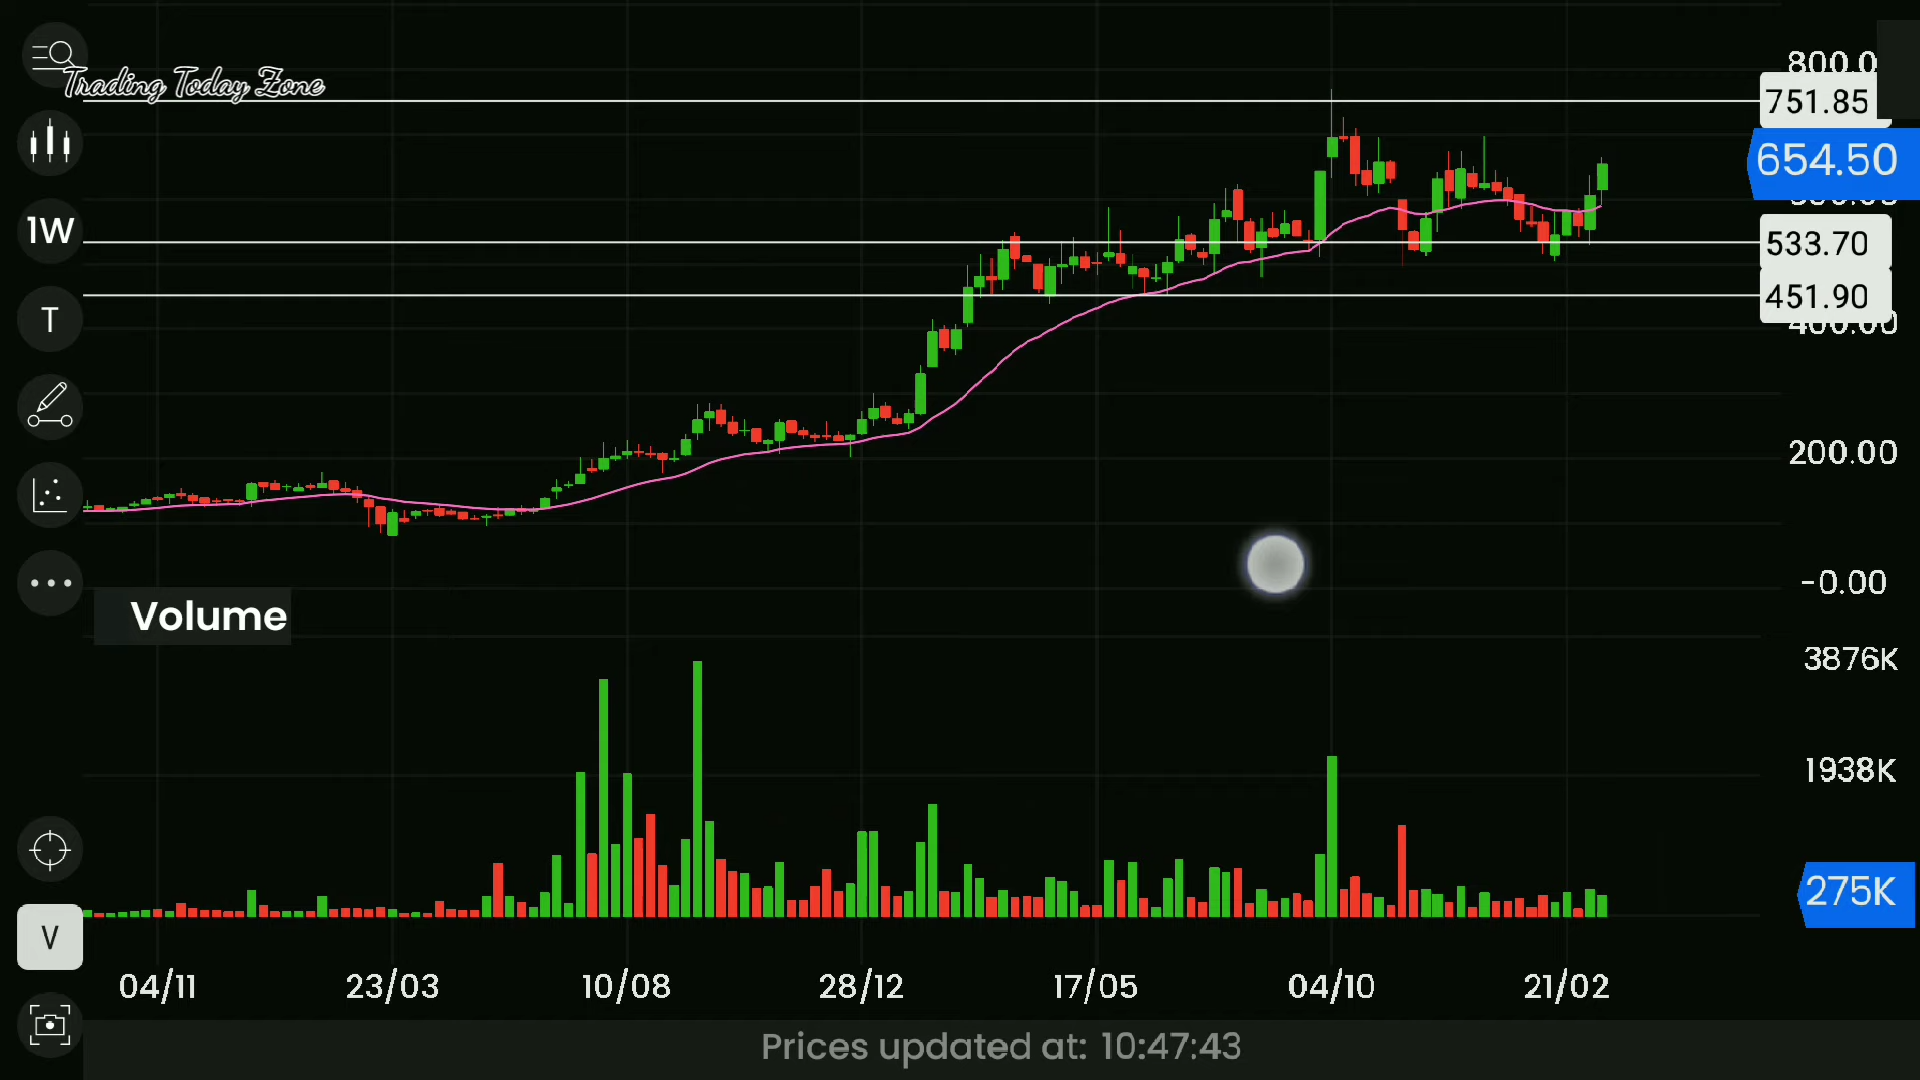 Trading Today Zone
800.0
751.85
654.50
1W
533.70
451.90
T
400.00
200.00
-0.00
Volume
3876K
1938K
275K
V
04/11 23/03 10/08 28/12 17/05 04/10 21/02
Prices updated at: 10:47:43